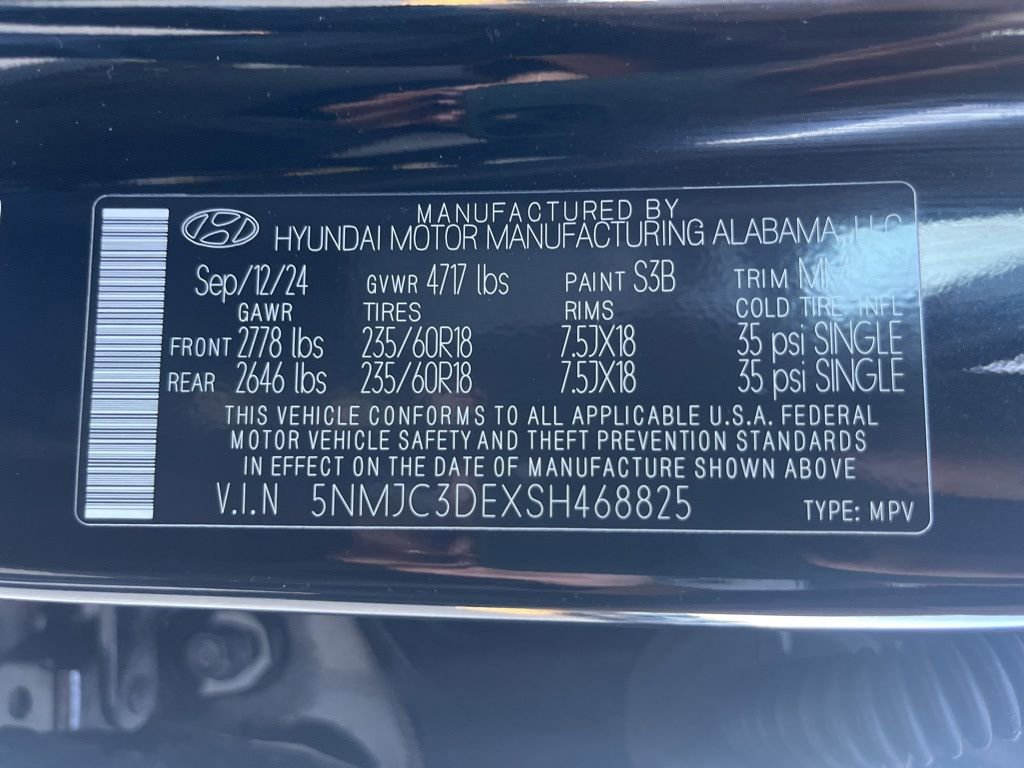 MANUFACTURED BY
HYUNDAI MOTOR MANUFACTURING ALABAMA, LLC
Sep/12/24 GVWR 4717 lbs PAINT S3B TRIM
GAWR TIRES RIMS COLD TIRE INFL
FRONT 2778 lbs 235/60R18 7.5JX18 35 psi SINGLE
REAR 2646 lbs 235/60R18 7.5JX18 35 psi SINGLE
THIS VEHICLE CONFORMS TO ALL APPLICABLE U.S.A. FEDERAL
MOTOR VEHICLE SAFETY AND THEFT PREVENTION STANDARDS
IN EFFECT ON THE DATE OF MANUFACTURE SHOWN ABOVE
V.I.N 5NMJC3DEXSH468825 TYPE: MPV